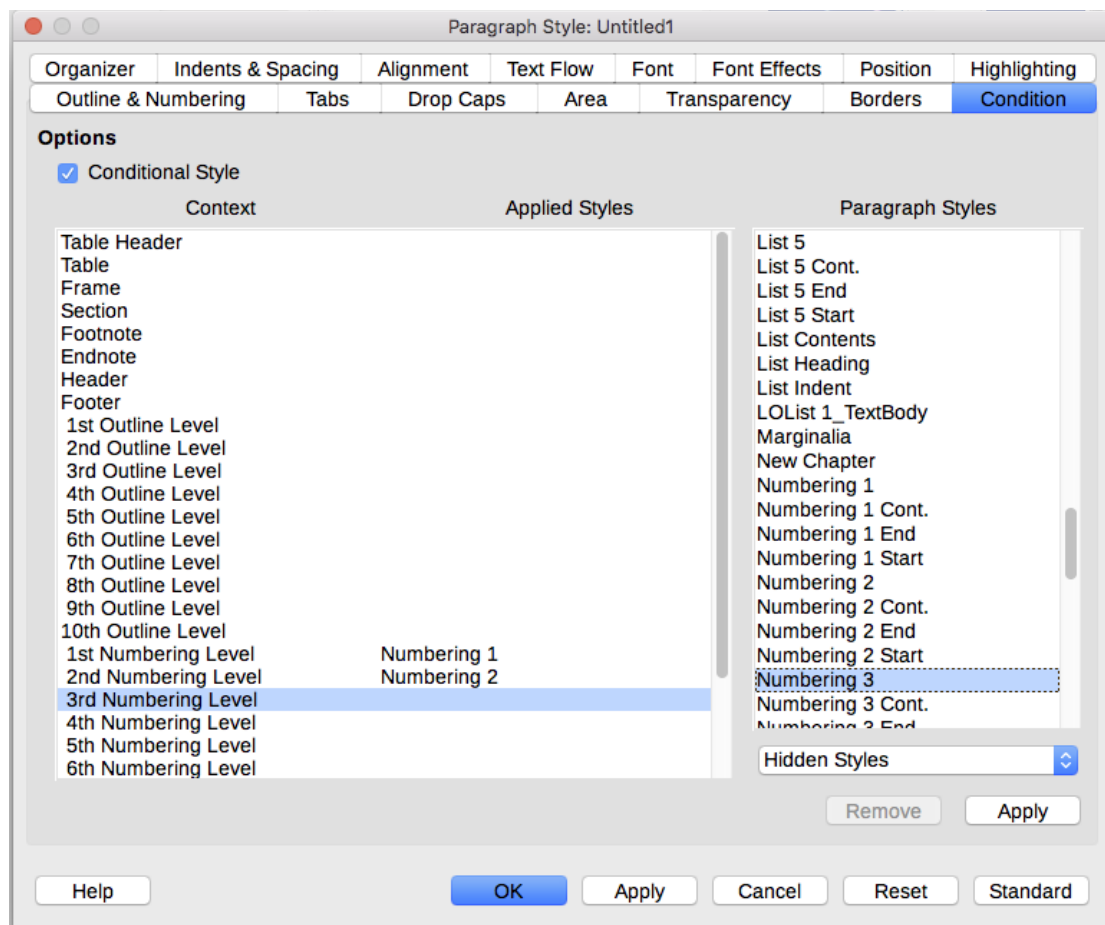 Paragraph Style: Untitled1
Organizer Indents & Spacing Alignment Text Flow Font Font Effects Position Highlighting
Outline & Numbering Tabs Drop Caps Area Transparency Borders Condition
Options
Conditional Style
Context Applied Styles
Table Header
Table
Frame
Section
Footnote
Endnote
Header
Footer
1st Outline Level
2nd Outline Level
3rd Outline Level
4th Outline Level
5th Outline Level
6th Outline Level
7th Outline Level
8th Outline Level
9th Outline Level
10th Outline Level
1st Numbering Level Numbering 1
2nd Numbering Level Numbering 2
3rd Numbering Level
4th Numbering Level
5th Numbering Level
6th Numbering Level
Paragraph Styles
List 5
List 5 Cont.
List 5 End
List 5 Start
List Contents
List Heading
List Indent
LOList 1_TextBody
Marginalia
New Chapter
Numbering 1
Numbering 1 Cont.
Numbering 1 End
Numbering 1 Start
Numbering 2
Numbering 2 Cont.
Numbering 2 End
Numbering 2 Start
Numbering 3
Numbering 3 Cont.
Numbering 3 End
Hidden Styles
Remove Apply
Help OK Apply Cancel Reset Standard